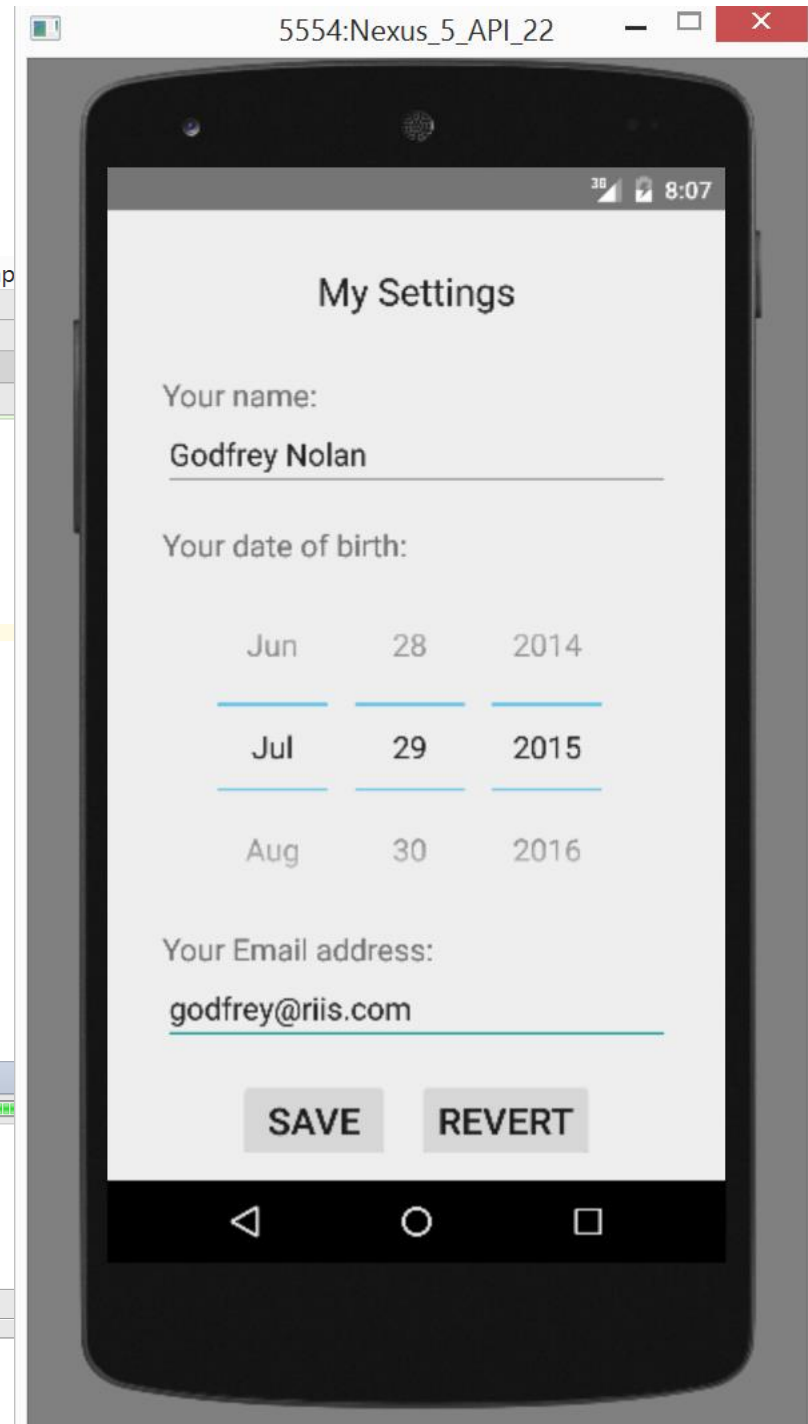 5554:Nexus_5_API_22
3G 8:07
My Settings
Your name:
Godfrey Nolan
Your date of birth:
Jun 28 2014
Jul 29 2015
Aug 30 2016
Your Email address:
godfrey@riis.com
SAVE REVERT